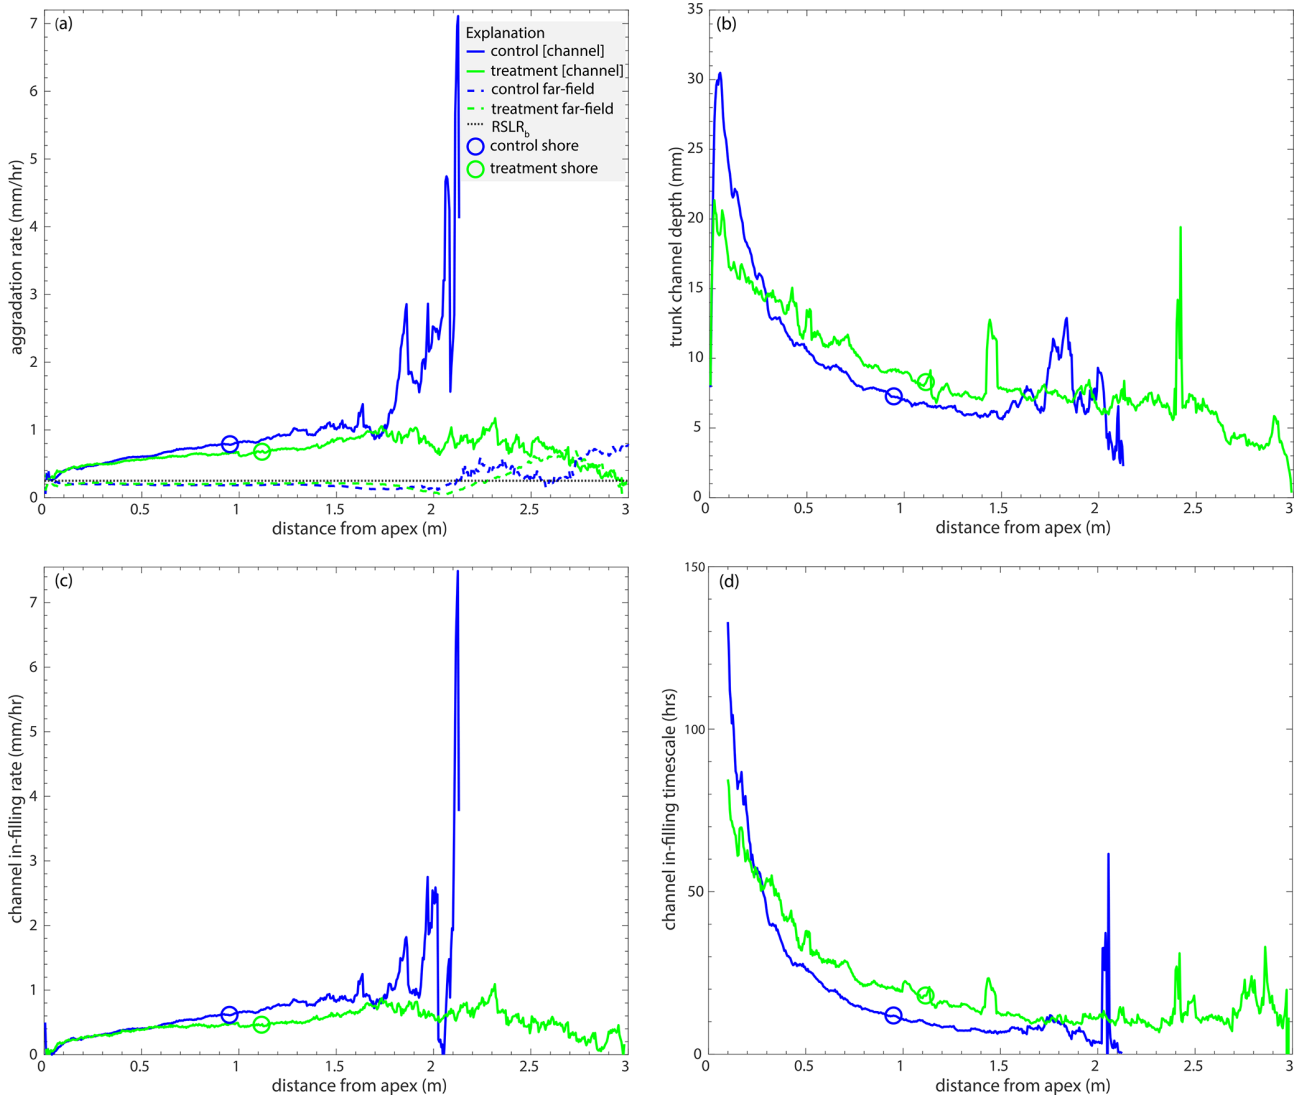 (a)
7
6
5
4
3
2
1
0
aggradation rate (mm/hr)
Explanation
control [channel]
treatment [channel]
control far-field
treatment far-field
RSLR_b
control shore
treatment shore
0 0.5 1 1.5 2 2.5 3
distance from apex (m)
(b)
35
30
25
20
15
10
5
0
trunk channel depth (mm)
0 0.5 1 1.5 2 2.5 3
distance from apex (m)
(c)
7
6
5
4
3
2
1
0
channel in-filling rate (mm/hr)
0 0.5 1 1.5 2 2.5 3
distance from apex (m)
(d)
150
100
50
0
channel in-filling timescale (hrs)
0 0.5 1 1.5 2 2.5 3
distance from apex (m)